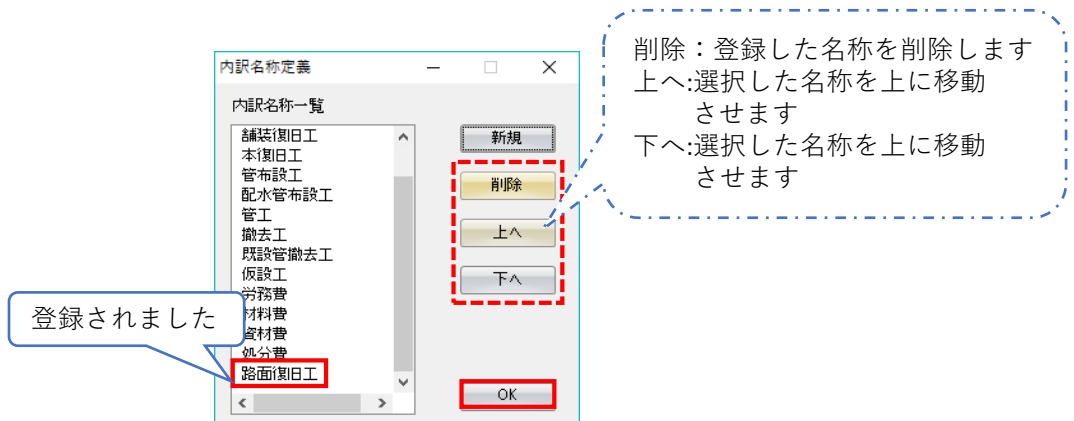 内訳名称定義
内訳名称一覧
舗装復旧工
本復旧工
管布設工
配水管布設工
管工
撤去工
既設管撤去工
仮設工
労務費
材料費
資材費
処分費
路面復旧工
新規
削除
上へ
下へ
OK
登録されました
削除：登録した名称を削除します
上へ:選択した名称を上に移動
させます
下へ:選択した名称を上に移動
させます